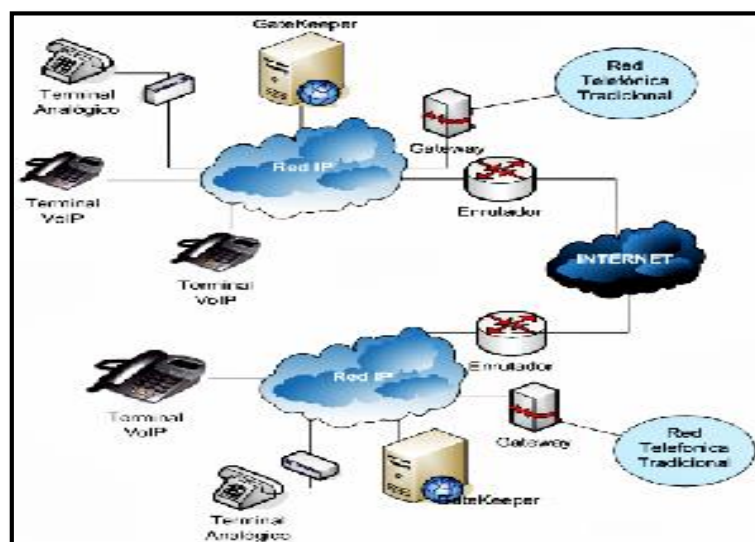 GateKeeper
Terminal
Analógico
Red
Telefónica
Tradicional
Gateway
Red IP
Terminal
VoIP
Enrutador
Terminal
VoIP
INTERNET
Enrutador
Red IP
Terminal
VoIP
Gateway
Red
Telefonica
Tradicional
GateKeeper
Terminal
Analógico